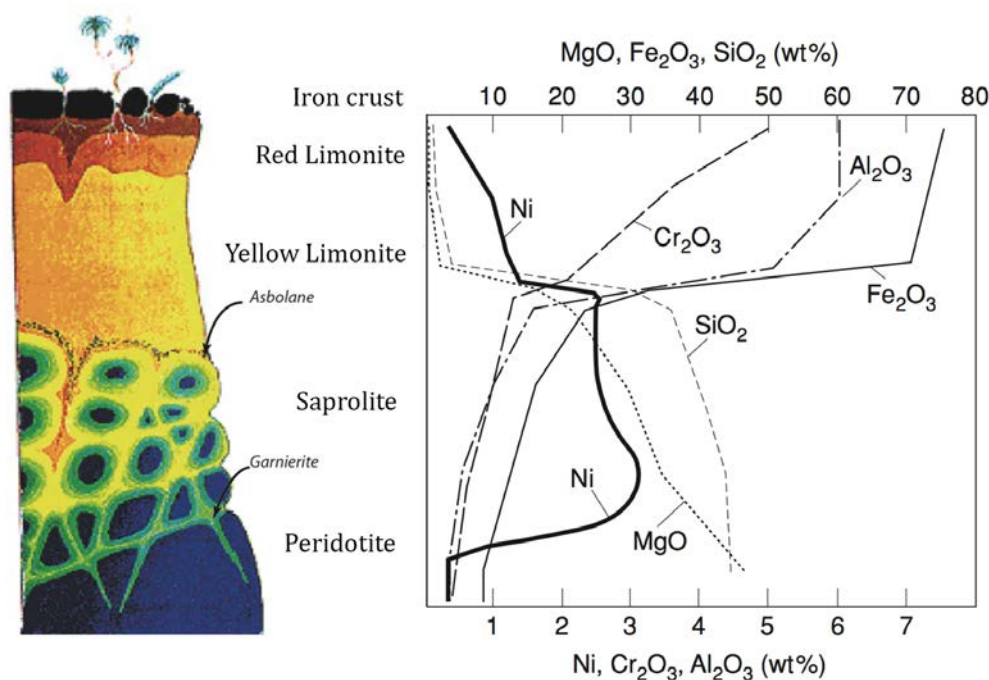 MgO, Fe₂O₃, SiO₂ (wt%)
10 20 30 40 50 60 70 80
Iron crust
Red Limonite
Yellow Limonite
Asbolane
Saprolite
Garnierite
Peridotite
Ni
Cr₂O₃
Al₂O₃
Fe₂O₃
SiO₂
Ni
MgO
1 2 3 4 5 6 7
Ni, Cr₂O₃, Al₂O₃ (wt%)